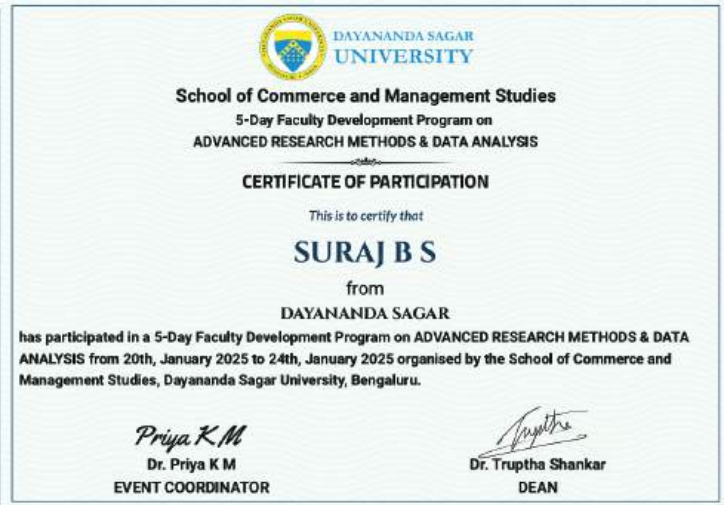 DAYANANDA SAGAR
UNIVERSITY
School of Commerce and Management Studies
5-Day Faculty Development Program on
ADVANCED RESEARCH METHODS & DATA ANALYSIS
CERTIFICATE OF PARTICIPATION
This is to certify that
SURAJ B S
from
DAYANANDA SAGAR
has participated in a 5-Day Faculty Development Program on ADVANCED RESEARCH METHODS & DATA
ANALYSIS from 20th, January 2025 to 24th, January 2025 organised by the School of Commerce and
Management Studies, Dayananda Sagar University, Bengaluru.
Priya K M
Dr. Priya K M
Dr. Truptha Shankar
EVENT COORDINATOR
DEAN